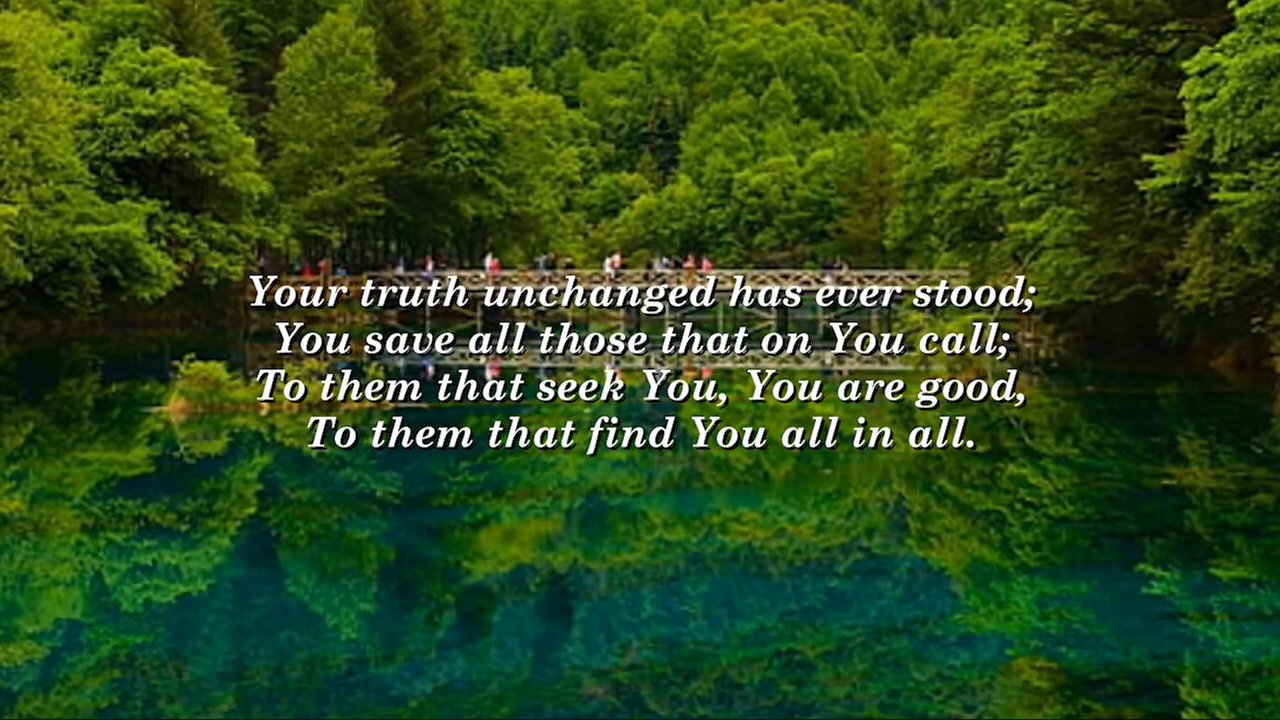 Your truth unchanged has ever stood;
You save all those that on You call;
To them that seek You, You are good,
To them that find You all in all.